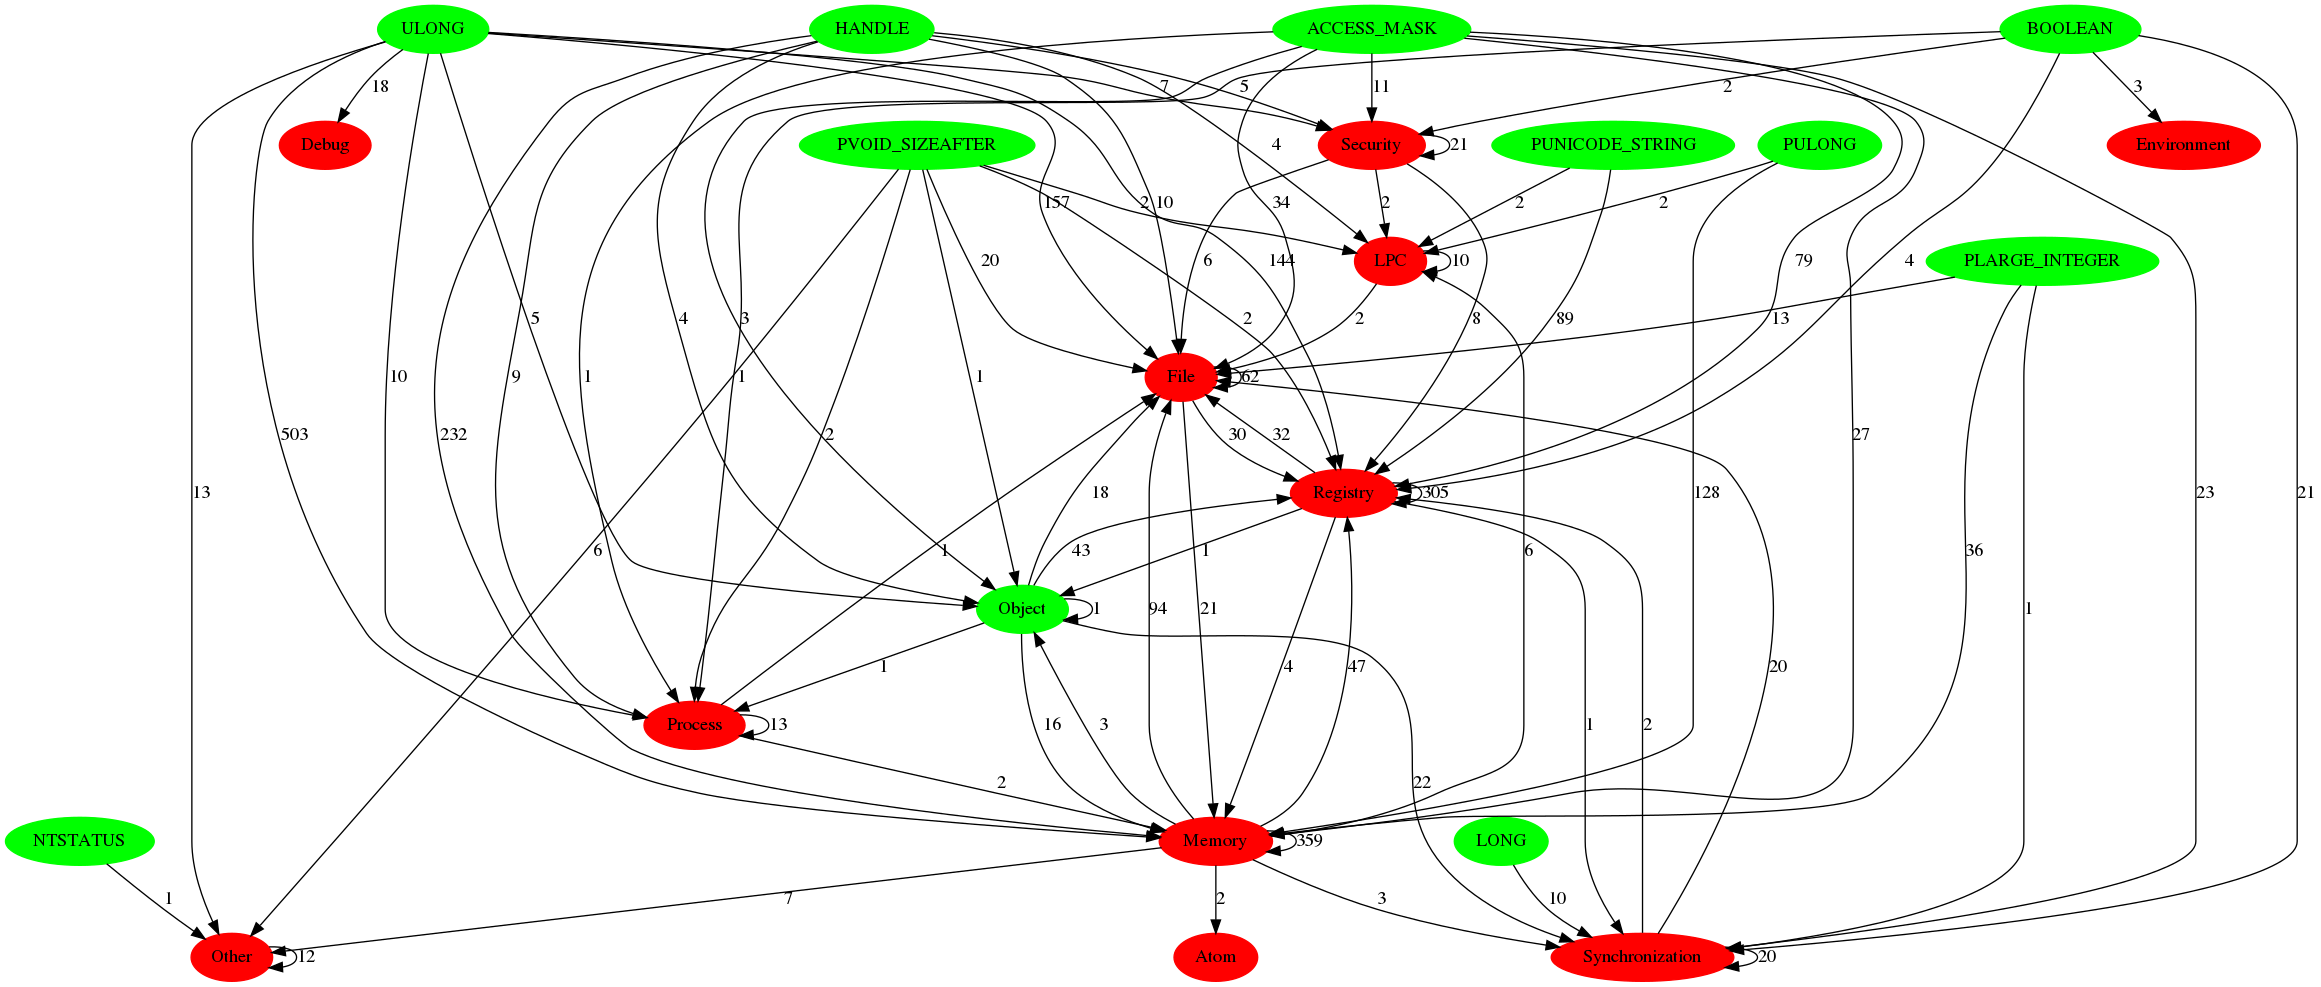 ULONG HANDLE ACCESS_MASK BOOLEAN
18 7 5 11 2 3
Debug PVOID_SIZEAFTER Security 21 PUNICODE_STRING PULONG Environment
4
157 2 10 34 2 2 2
6 144 LPC 10 79 4 PLARGE_INTEGER
5 4 3 2 2 8 89 13
10 9 1 1 20 1 File 62
503 232 2 30 32 27
13 Registry 305 128 23 21
6 1 43 18 1 6 36
Object 1 94 21 1
1 16 3 4 47 22 20
Process 13 1 2
2
NTSTATUS Memory 359 LONG
1 7 2 3 10
Other 12 Atom Synchronization 20